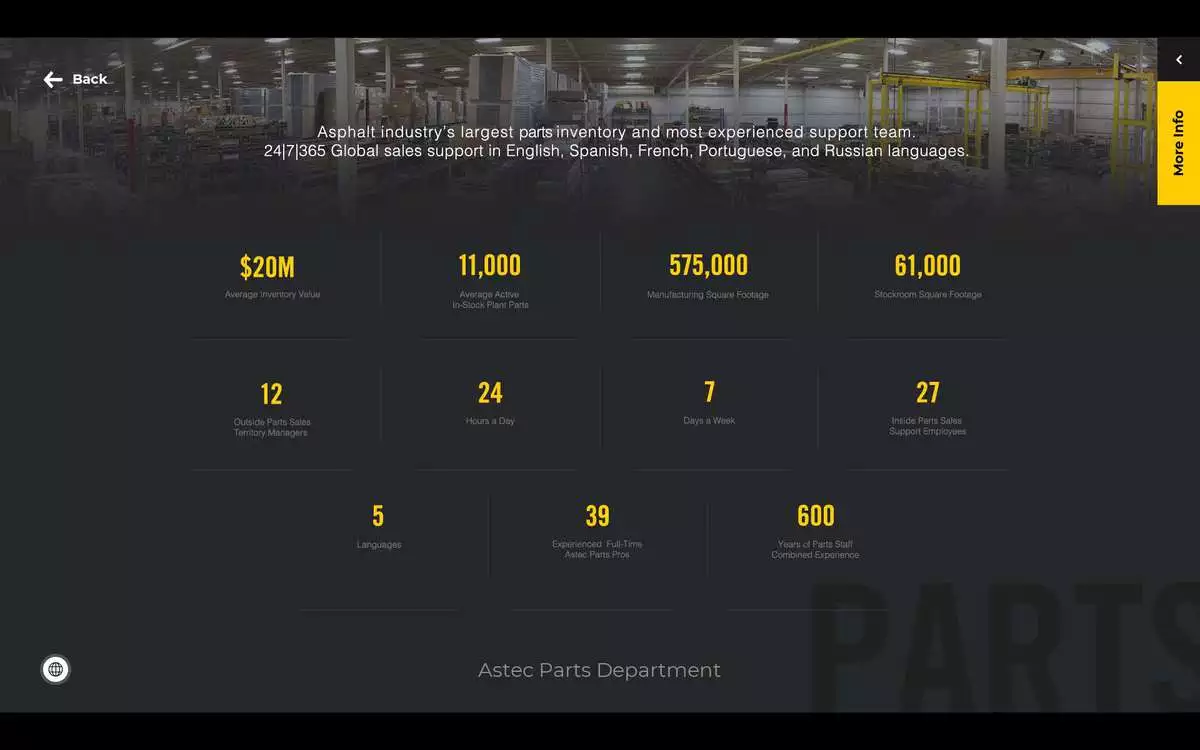 Back
Asphalt industry's largest parts inventory and most experienced support team.
24|7|365 Global sales support in English, Spanish, French, Portuguese, and Russian languages.
More Info
$20M
Average Inventory Value
11,000
Average Active
In-Stock Plant Parts
575,000
Manufacturing Square Footage
61,000
Stockroom Square Footage
12
Outside Parts Sales
Territory Managers
24
Hours a Day
7
Days a Week
27
Inside Parts Sales
Support Employees
5
Languages
39
Experienced Full-Time
Astec Parts Pros
600
Years of Parts Staff
Combined Experience
PARTS
Astec Parts Department